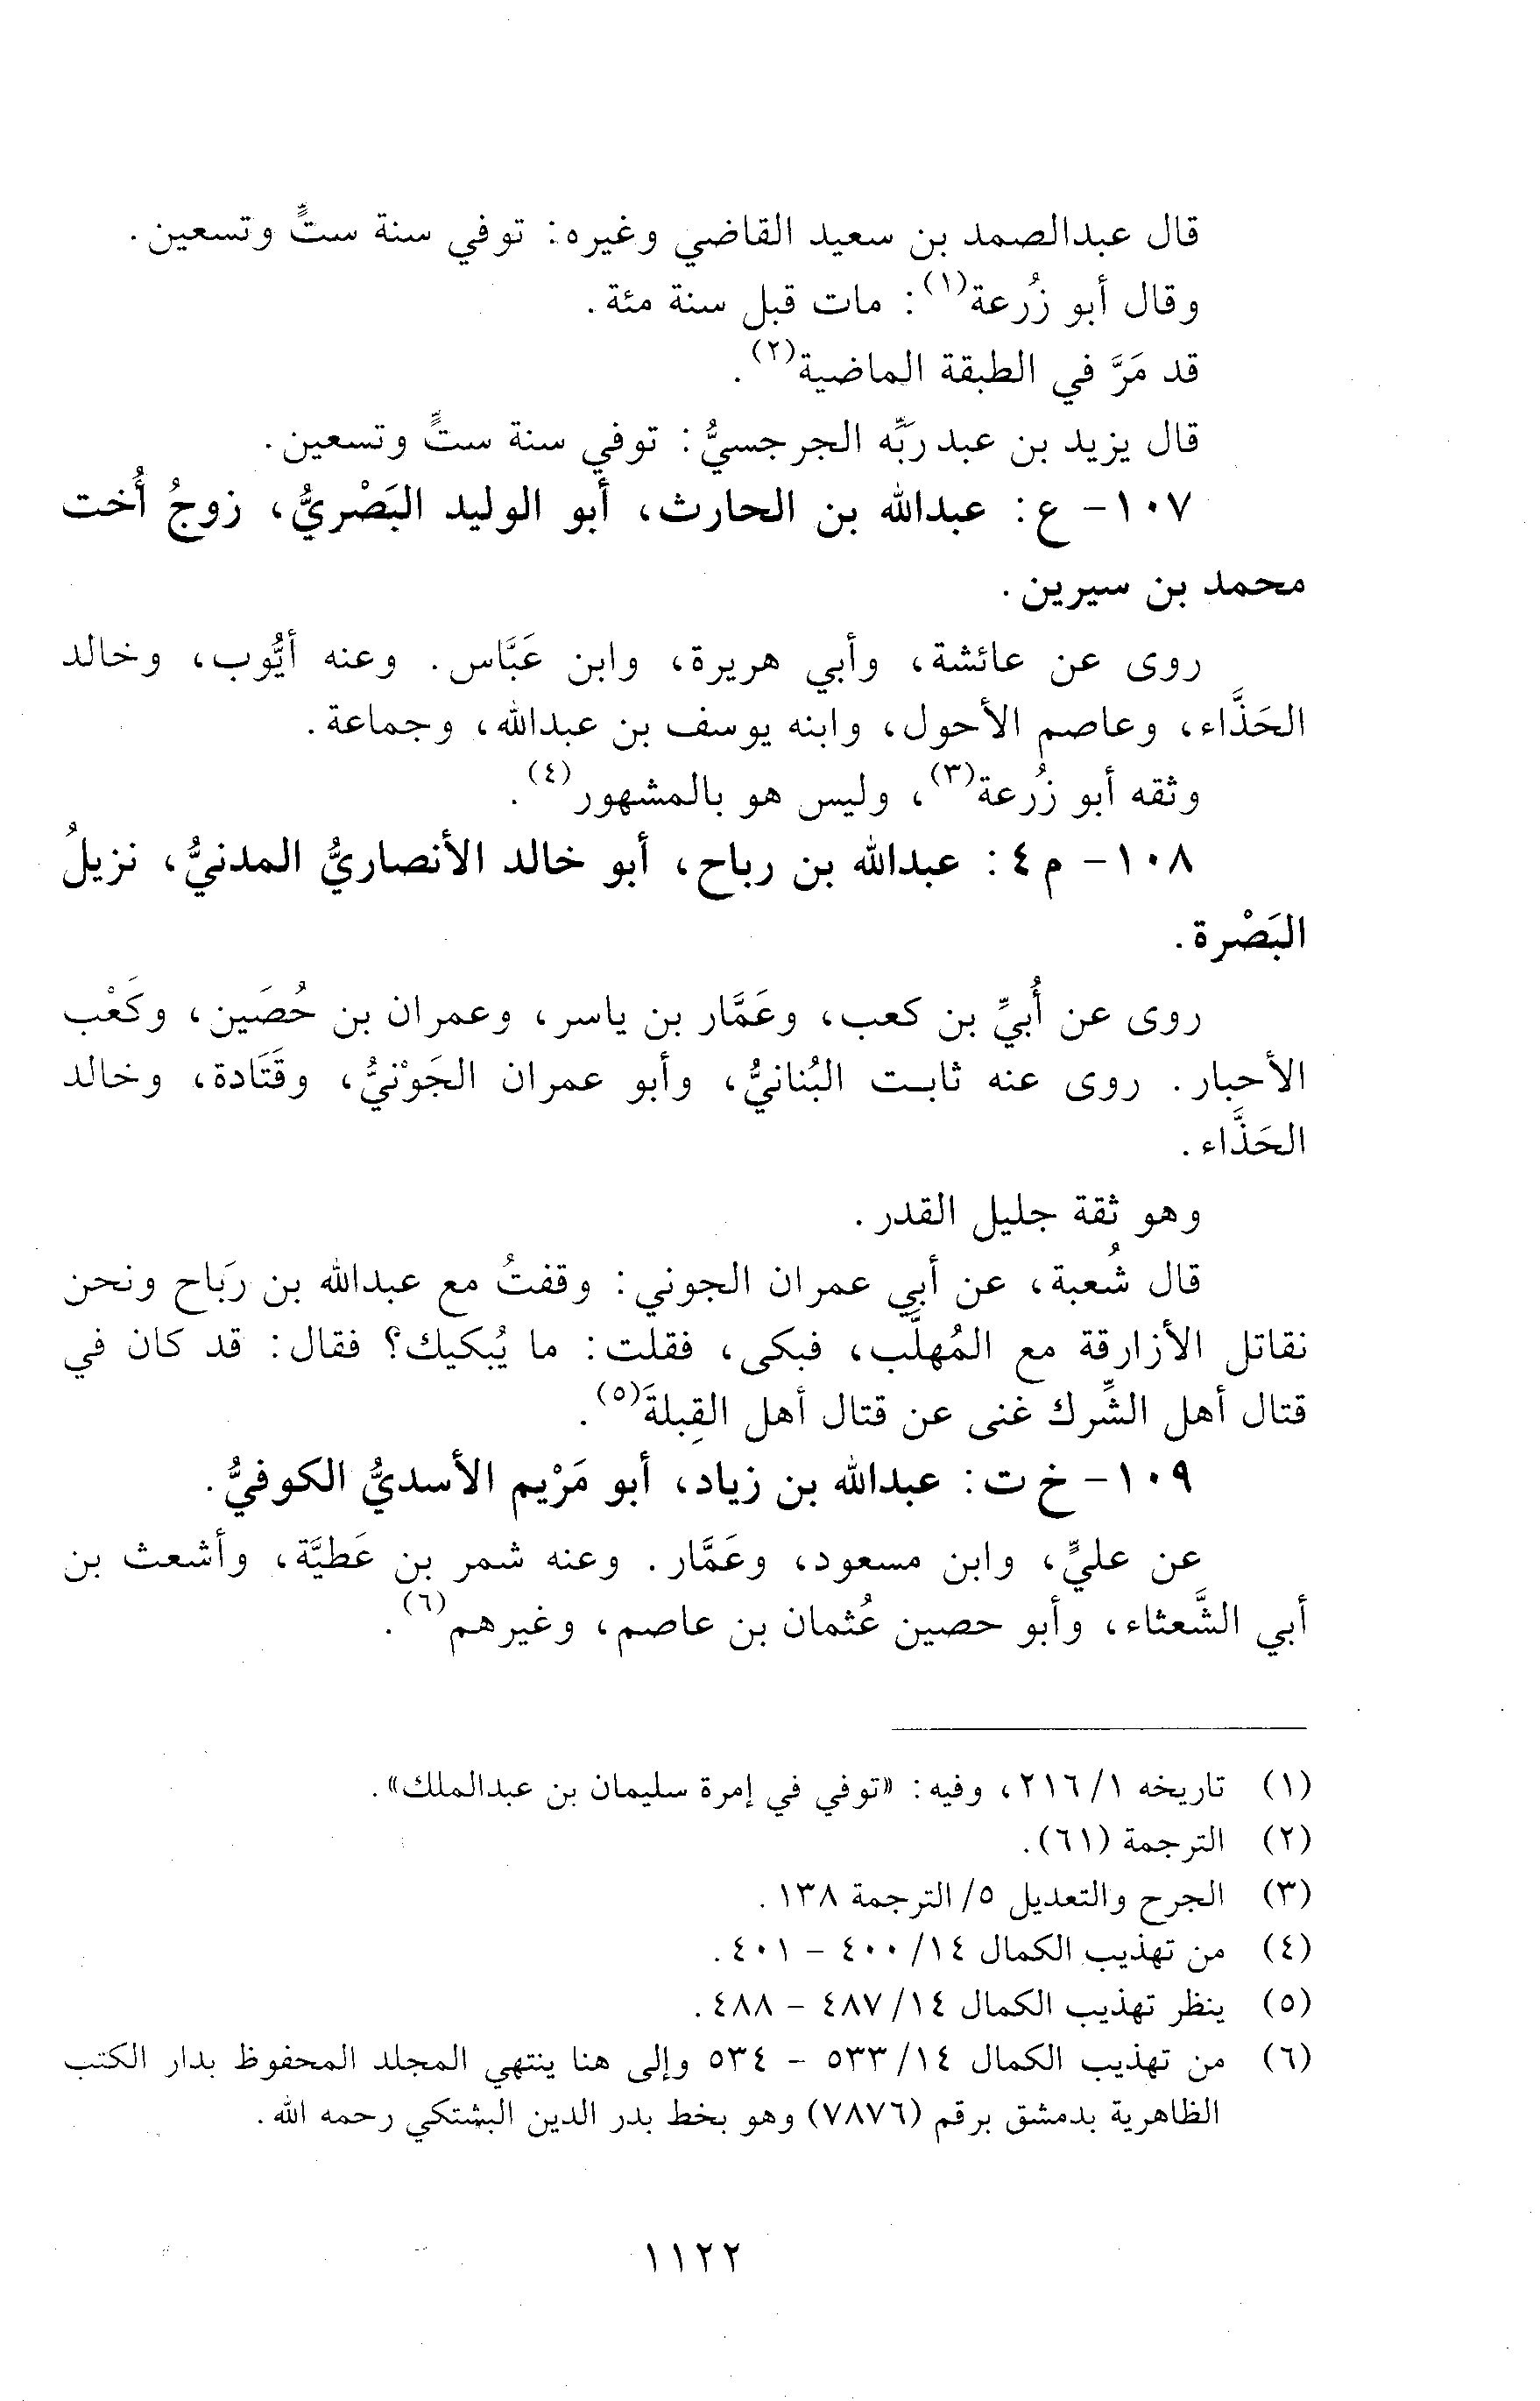 قال عبدالصمد بن سعيد القاضي وغيره: توفي سنة ستٍّ وتسعين.
وقال أبو زُرعة(١): مات قبل سنة مئة.
قد مَرَّ في الطبقة الماضية(٢).
قال يزيد بن عبد ربِّه الجرجسيُّ: توفي سنة ستٍّ وتسعين.
١٠٧- ع: عبدالله بن الحارث، أبو الوليد البَصْريُّ، زوجُ أُخت
محمد بن سيرين.
روى عن عائشة، وأبي هريرة، وابن عَبَّاس. وعنه أيُّوب، وخالد
الحَذَّاء، وعاصم الأحول، وابنه يوسف بن عبدالله، وجماعة.
وثقه أبو زُرعة(٣)، وليس هو بالمشهور(٤).
١٠٨- م ٤: عبدالله بن رباح، أبو خالد الأنصاريُّ المدنيُّ، نزيلُ
البَصْرة.
روى عن أُبيِّ بن كعب، وعَمَّار بن ياسر، وعمران بن حُصَين، وكَعْب
الأحبار. روى عنه ثابت البُنانيُّ، وأبو عمران الجَوْنيُّ، وقَتَادة، وخالد
الحَذَّاء.
وهو ثقة جليل القدر.
قال شُعبة، عن أبي عمران الجوني: وقفتُ مع عبدالله بن رَباح ونحن
نقاتل الأزارقة مع المُهلَّب، فبكى، فقلت: ما يُبكيك؟ فقال: قد كان في
قتال أهل الشِّرك غنى عن قتال أهل القِبلة(٥).
١٠٩- خ ت: عبدالله بن زياد، أبو مَرْيم الأسديُّ الكوفيُّ.
عن عليٍّ، وابن مسعود، وعَمَّار. وعنه شمر بن عَطيَّة، وأشعث بن
أبي الشَّعثاء، وأبو حصين عُثمان بن عاصم، وغيرهم(٦).
(١) تاريخه ١/ ٢١٦، وفيه: «توفي في إمرة سليمان بن عبدالملك».
(٢) الترجمة (٦١).
(٣) الجرح والتعديل ٥/ الترجمة ١٣٨.
(٤) من تهذيب الكمال ١٤/ ٤٠٠ - ٤٠١.
(٥) ينظر تهذيب الكمال ١٤/ ٤٨٧ - ٤٨٨.
(٦) من تهذيب الكمال ١٤/ ٥٣٣ - ٥٣٤ وإلى هنا ينتهي المجلد المحفوظ بدار الكتب
الظاهرية بدمشق برقم (٧٨٧٦) وهو بخط بدر الدين البشتكي رحمه الله.
١١٢٢